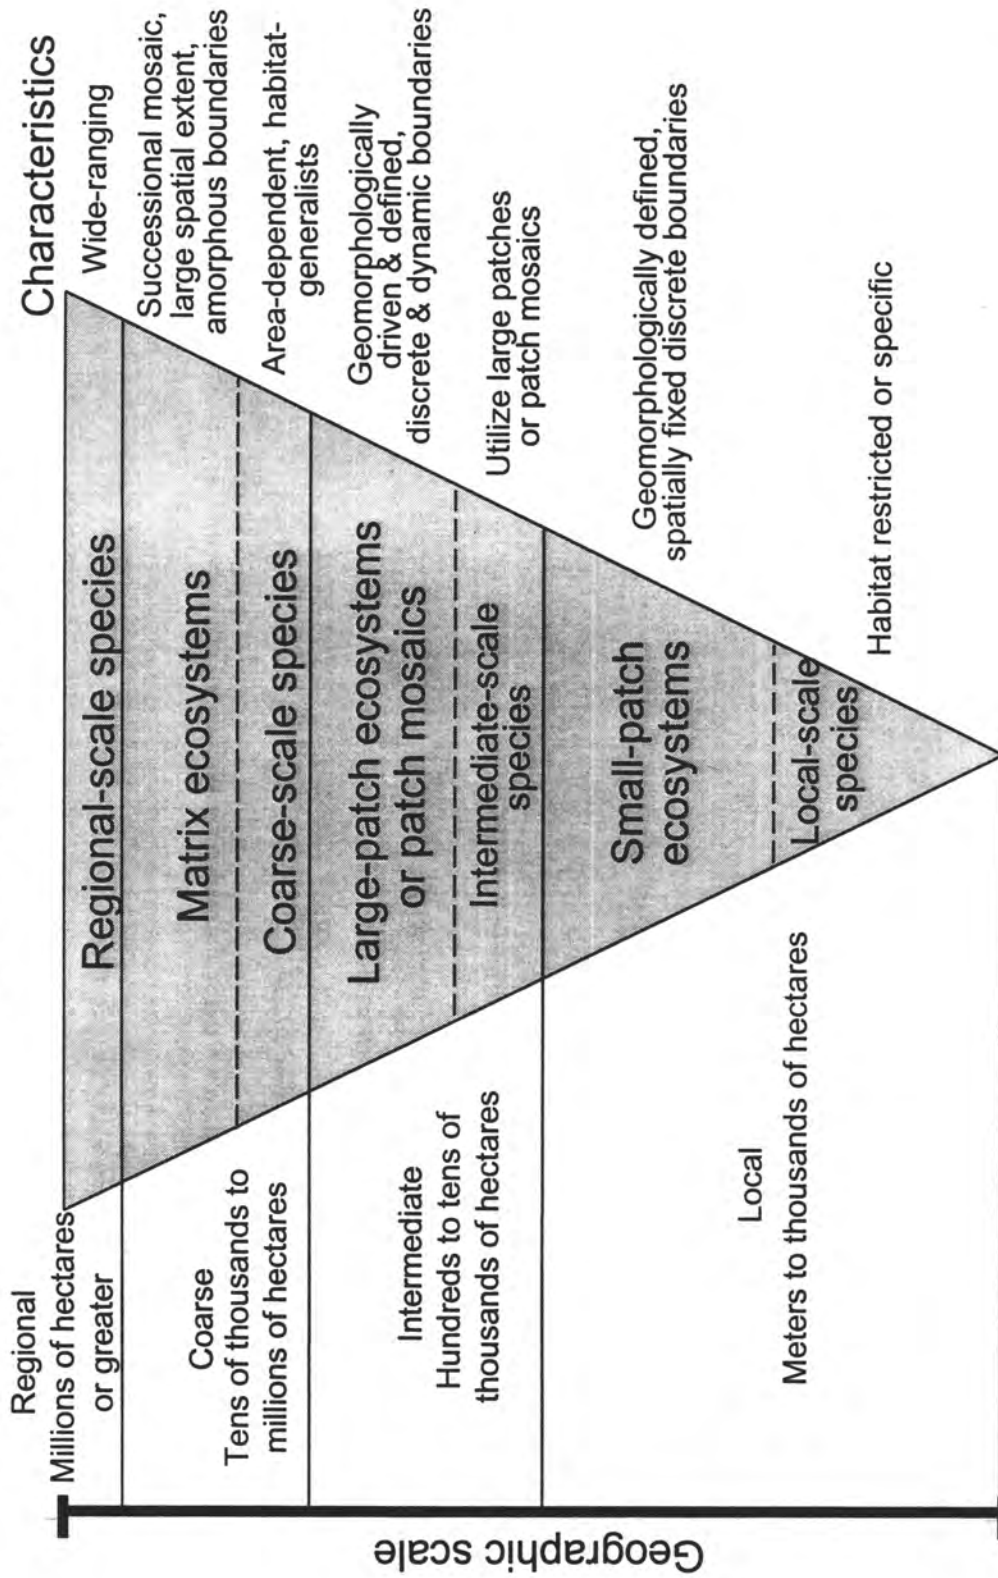 Characteristics
Regional
Millions of hectares
or greater
Regional-scale species
Wide-ranging
Coarse
Tens of thousands to
millions of hectares
Matrix ecosystems
Successional mosaic,
large spatial extent,
amorphous boundaries
Coarse-scale species
Area-dependent, habitat-
generalists
Intermediate
Hundreds to tens of
thousands of hectares
Large-patch ecosystems
or patch mosaics
Geomorphologically
driven & defined,
discrete & dynamic boundaries
Intermediate-scale
species
Utilize large patches
or patch mosaics
Local
Meters to thousands of hectares
Small-patch
ecosystems
Geomorphologically defined,
spatially fixed discrete boundaries
Local-scale
species
Habitat restricted or specific
Geographic scale